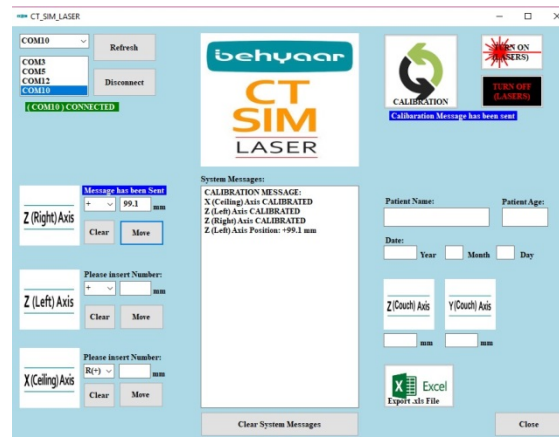 CT_SIM_LASER
COM10
Refresh
COM3
COM5
COM12
COM10
Disconnect
( COM10 ) CONNECTED
behyaar
CT
SIM
LASER
CALIBRATION
Calibaration Message has been sent
TURN ON
(LASERS)
TURN OFF
(LASERS)
Message has been Sent
Z (Right) Axis
+
99.1
mm
Clear
Move
Please insert Number:
Z (Left) Axis
+
mm
Clear
Move
Please insert Number:
X (Ceiling) Axis
R(+)
mm
Clear
Move
System Messages:
CALIBRATION MESSAGE:
X (Ceiling) Axis CALIBRATED
Z (Left) Axis CALIBRATED
Z (Right) Axis CALIBRATED
Z (Left) Axis Position: +99.1 mm
Clear System Messages
Patient Name:
Patient Age:
Date:
Year
Month
Day
Z (Couch) Axis
Y (Couch) Axis
mm
mm
Excel
Export .xls File
Close